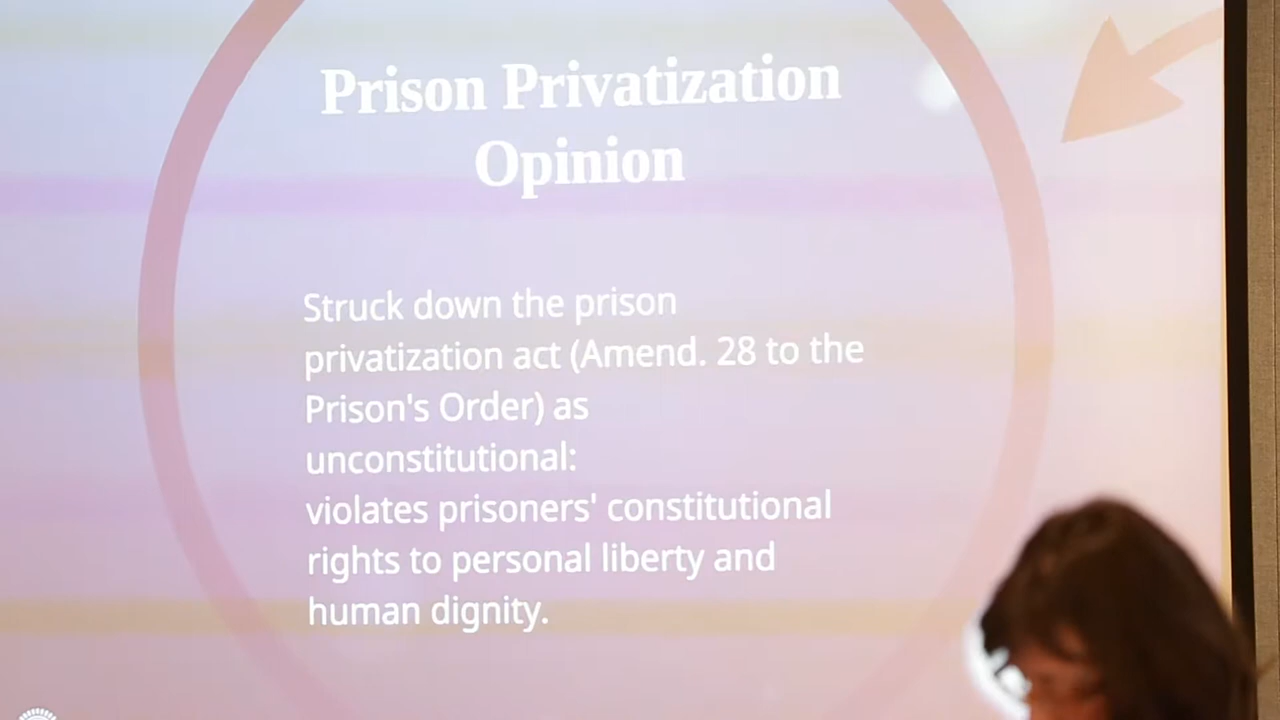 Prison Privatization
Opinion
Struck down the prison
privatization act (Amend. 28 to the
Prison's Order) as
unconstitutional:
violates prisoners' constitutional
rights to personal liberty and
human dignity.